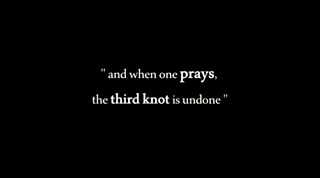 " and when one prays,
the third knot is undone "